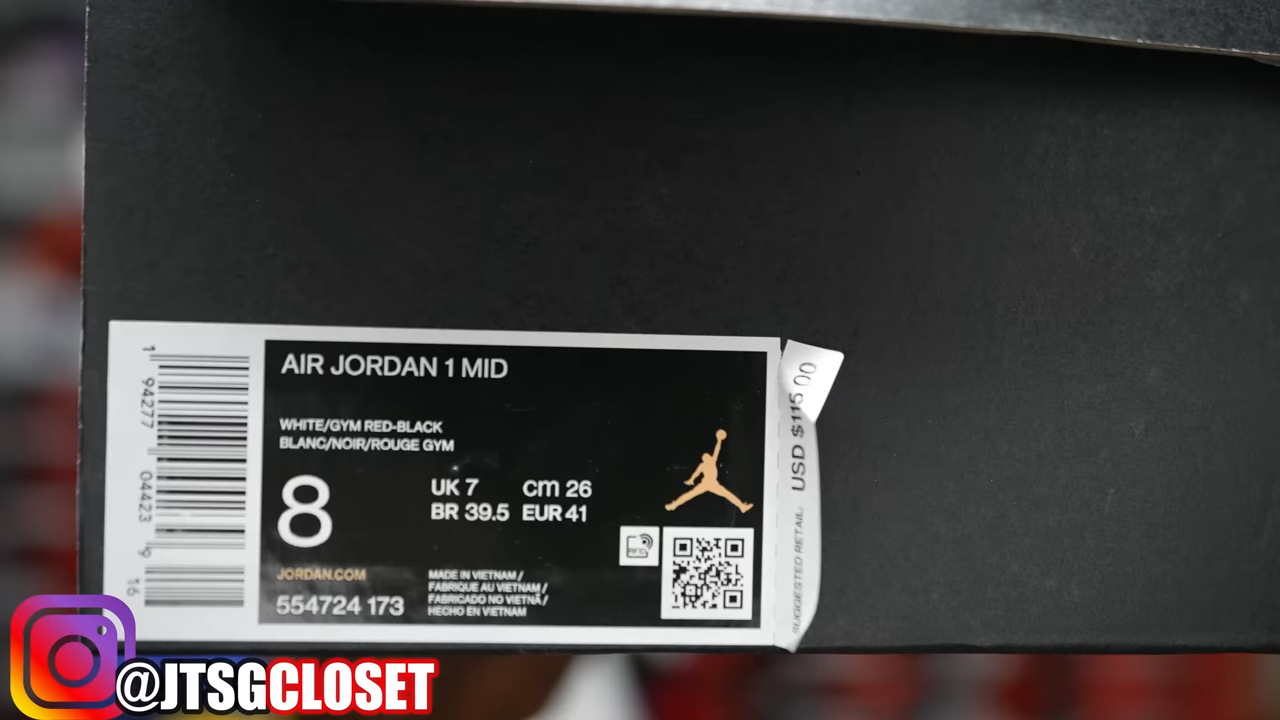 AIR JORDAN 1 MID
WHITE/GYM RED-BLACK
BLANC/NOIR/ROUGE GYM
8
UK 7
cm 26
BR 39.5
EUR 41
JORDAN.COM
554724 173
MADE IN VIETNAM /
FABRIQUE AU VIETNAM /
FABRICADO NO VIETNÃ /
HECHO EN VIETNAM
1 94277 04423 9
16
SUGGESTED RETAIL: USD $115.00
@JTSGCLOSET